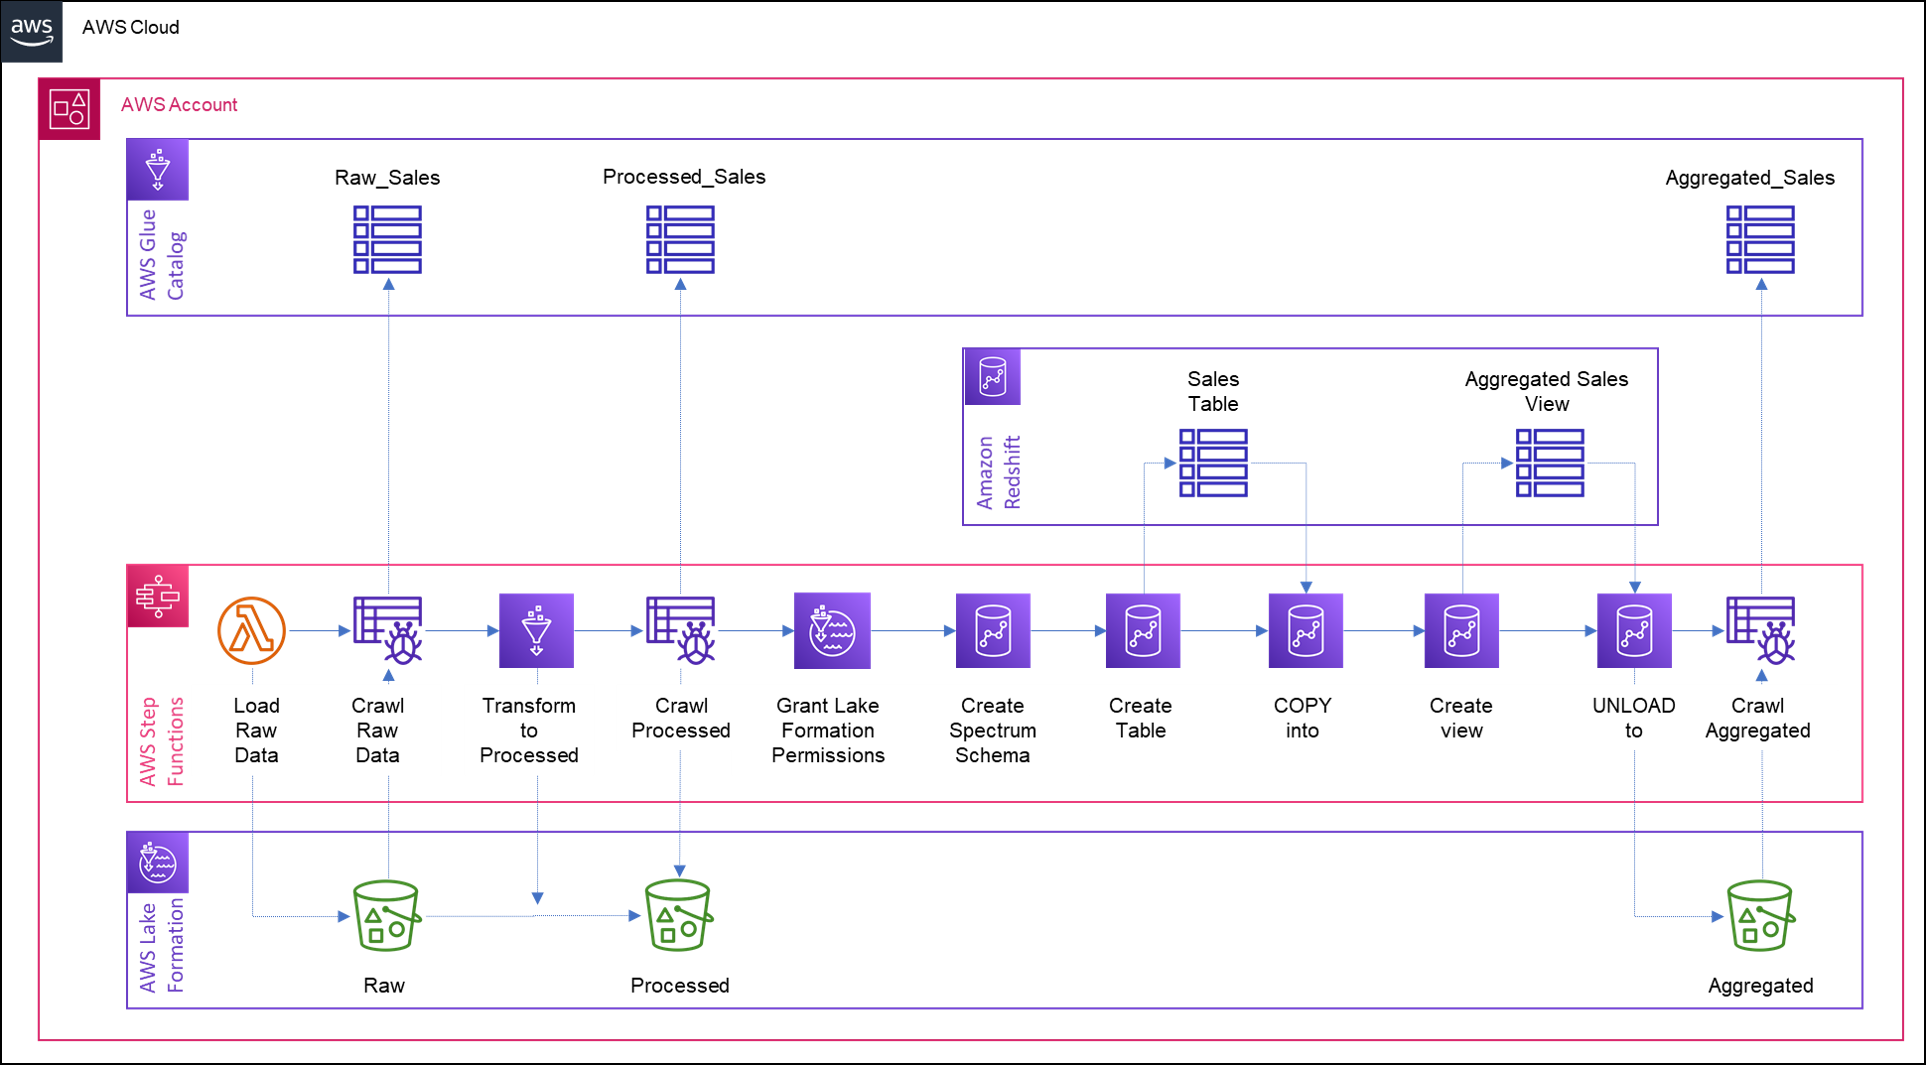 aws
AWS Cloud
AWS Account
AWS Glue
Catalog
Raw_Sales
Processed_Sales
Aggregated_Sales
Amazon
Redshift
Sales
Table
Aggregated Sales
View
AWS Step
Functions
Load
Raw
Data
Crawl
Raw
Data
Transform
to
Processed
Crawl
Processed
Grant Lake
Formation
Permissions
Create
Spectrum
Schema
Create
Table
COPY
into
Create
view
UNLOAD
to
Crawl
Aggregated
AWS Lake
Formation
Raw
Processed
Aggregated